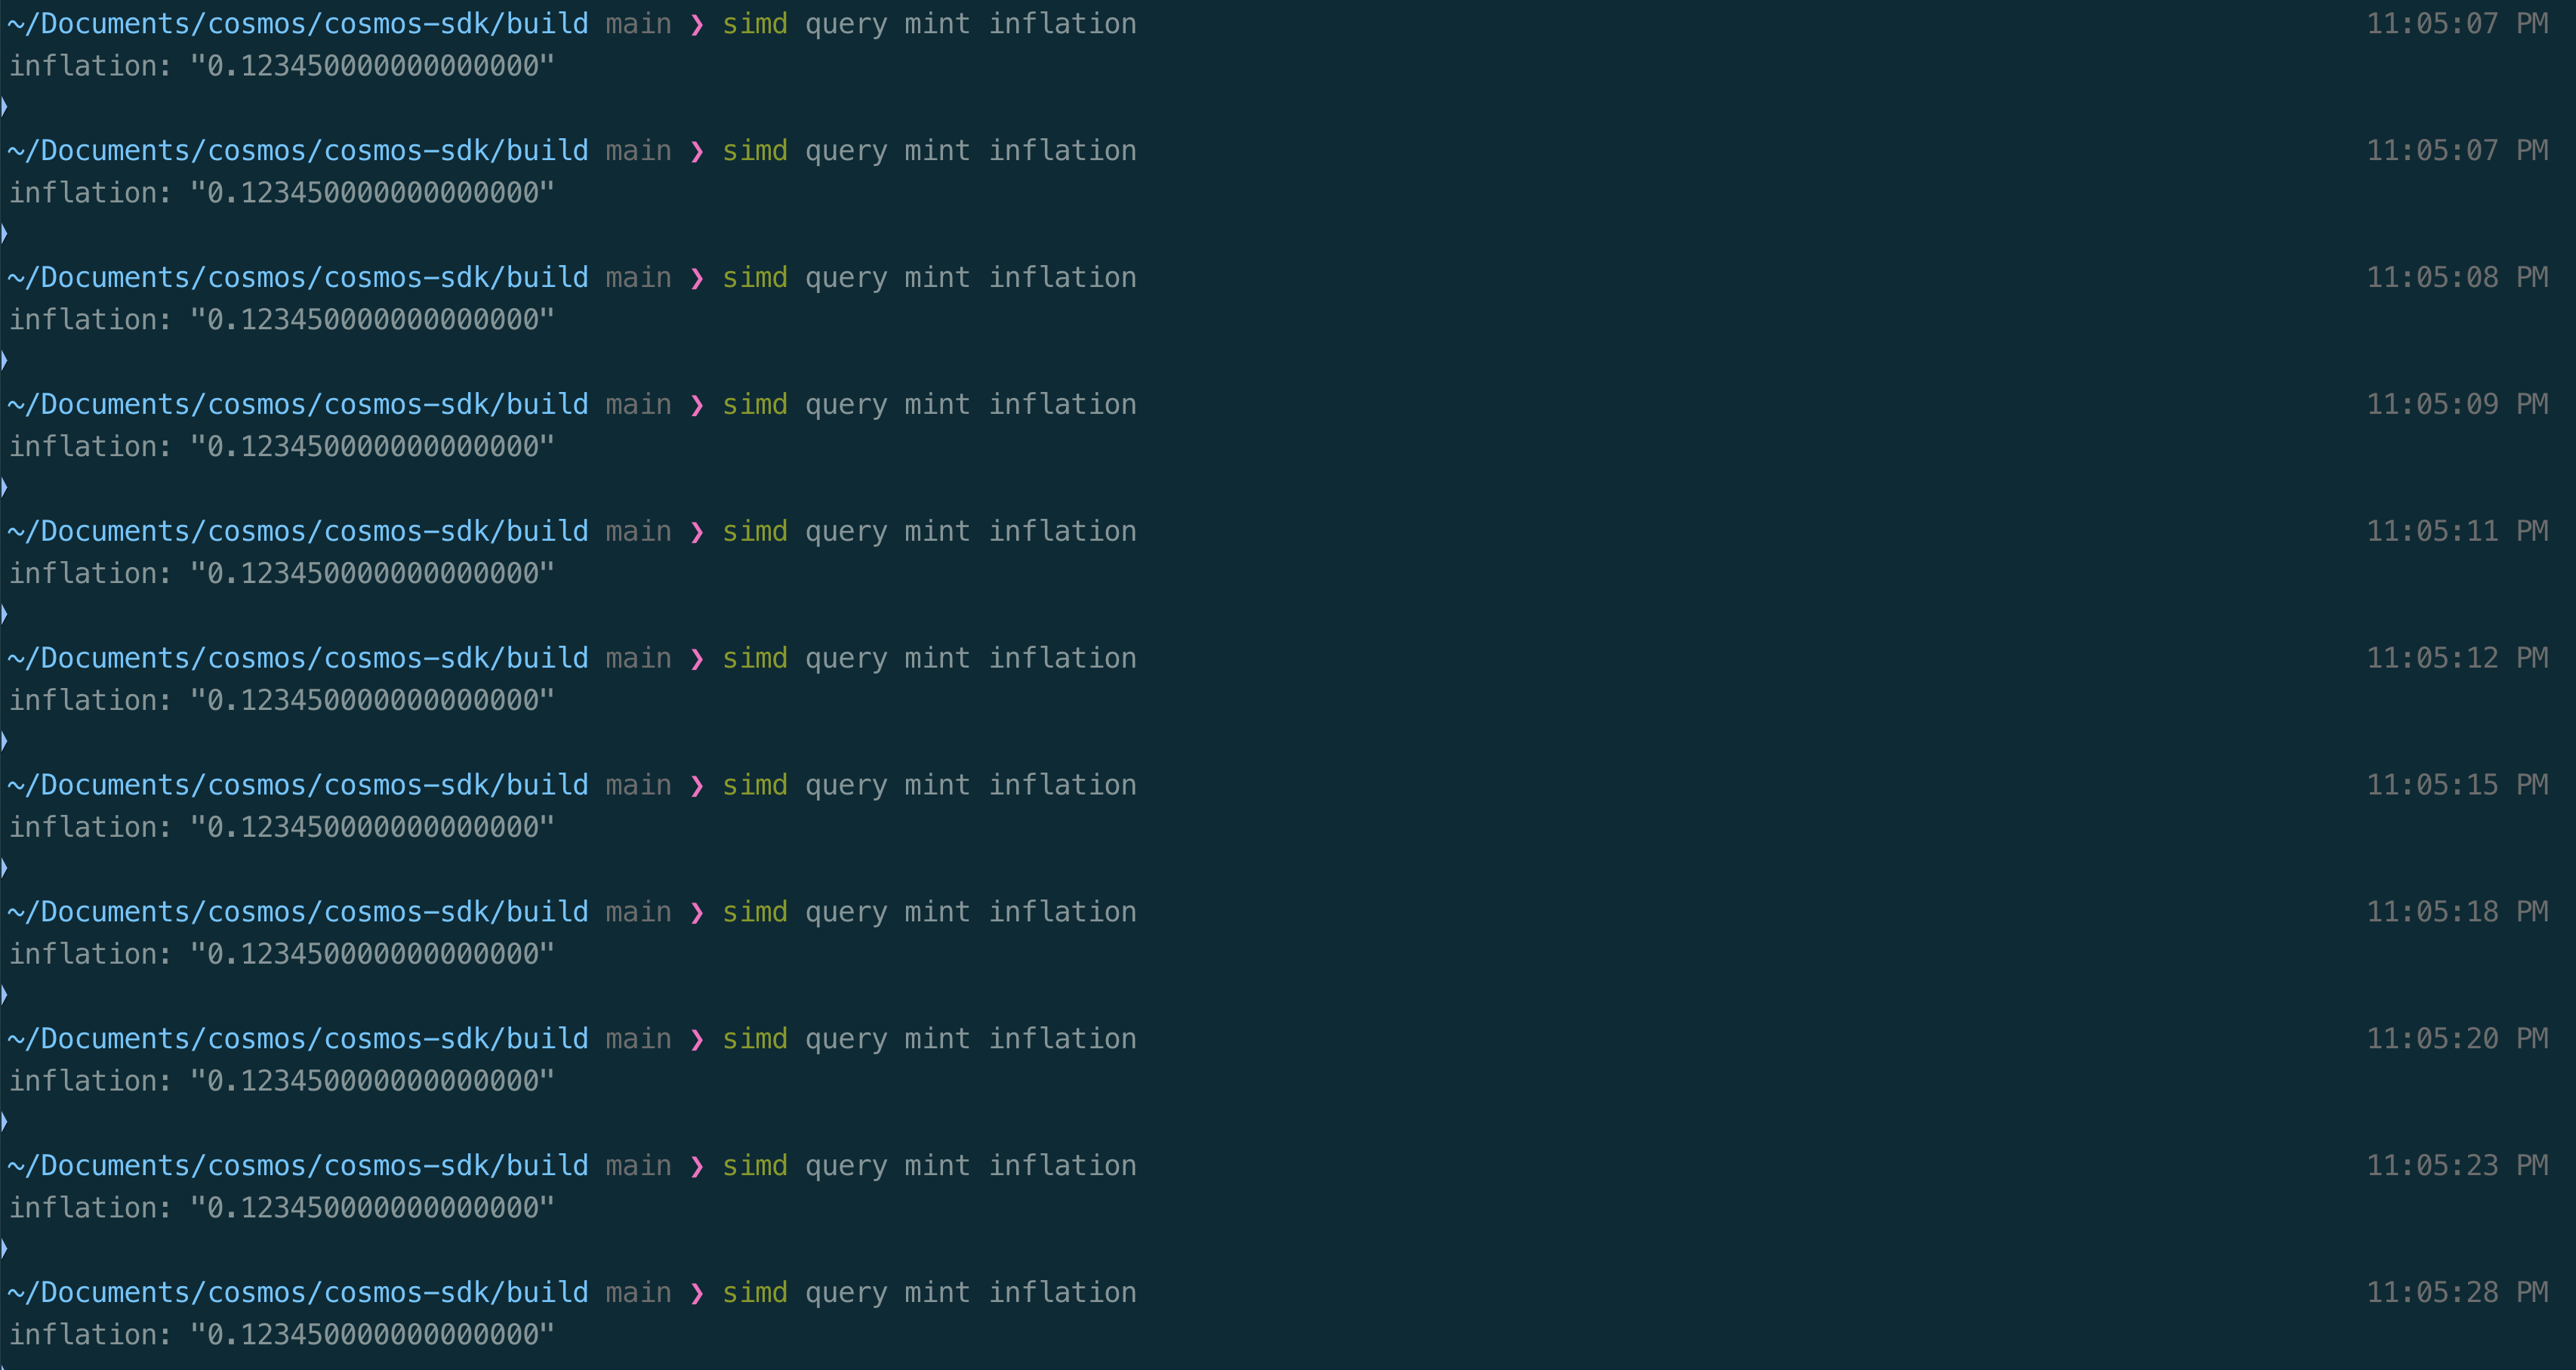 ~/Documents/cosmos/cosmos-sdk/build main ❯ simd query mint inflation 11:05:07 PM
inflation: "0.123450000000000000"
~/Documents/cosmos/cosmos-sdk/build main ❯ simd query mint inflation 11:05:07 PM
inflation: "0.123450000000000000"
~/Documents/cosmos/cosmos-sdk/build main ❯ simd query mint inflation 11:05:08 PM
inflation: "0.123450000000000000"
~/Documents/cosmos/cosmos-sdk/build main ❯ simd query mint inflation 11:05:09 PM
inflation: "0.123450000000000000"
~/Documents/cosmos/cosmos-sdk/build main ❯ simd query mint inflation 11:05:11 PM
inflation: "0.123450000000000000"
~/Documents/cosmos/cosmos-sdk/build main ❯ simd query mint inflation 11:05:12 PM
inflation: "0.123450000000000000"
~/Documents/cosmos/cosmos-sdk/build main ❯ simd query mint inflation 11:05:15 PM
inflation: "0.123450000000000000"
~/Documents/cosmos/cosmos-sdk/build main ❯ simd query mint inflation 11:05:18 PM
inflation: "0.123450000000000000"
~/Documents/cosmos/cosmos-sdk/build main ❯ simd query mint inflation 11:05:20 PM
inflation: "0.123450000000000000"
~/Documents/cosmos/cosmos-sdk/build main ❯ simd query mint inflation 11:05:23 PM
inflation: "0.123450000000000000"
~/Documents/cosmos/cosmos-sdk/build main ❯ simd query mint inflation 11:05:28 PM
inflation: "0.123450000000000000"